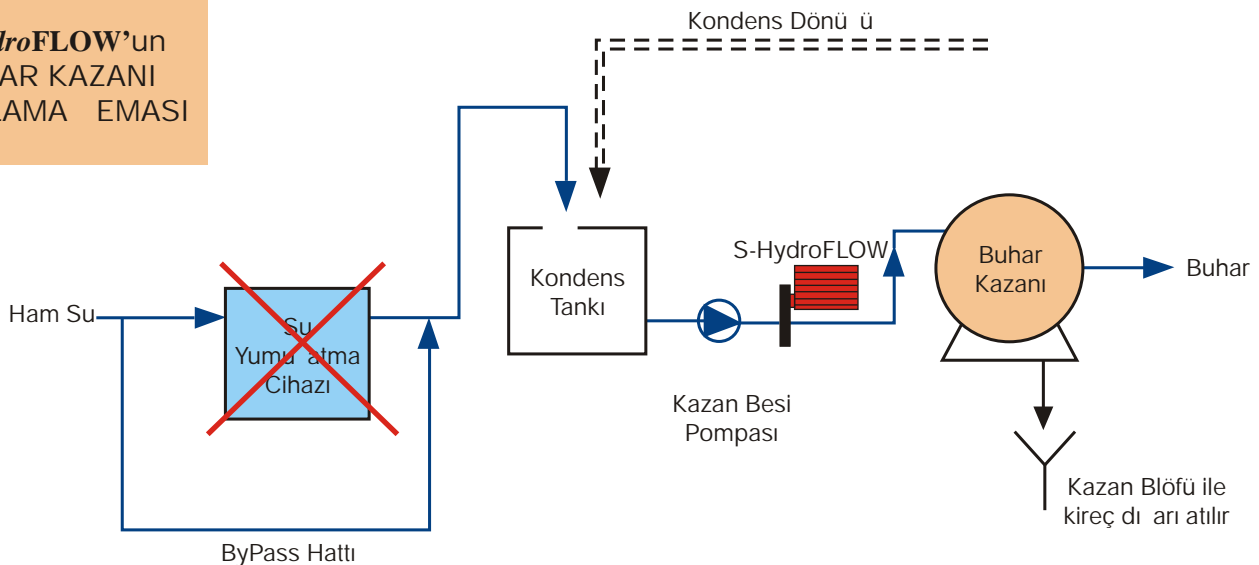 droFLOW'un
AR KAZANI
LAMA EMASI
Kondens Dönü ü
Ham Su
Su
Yumu atma
Cihazı
ByPass Hattı
Kondens
Tankı
Kazan Besi
Pompası
S-HydroFLOW
Buhar
Kazanı
Buhar
Kazan Blöfü ile
kireç dı arı atılır